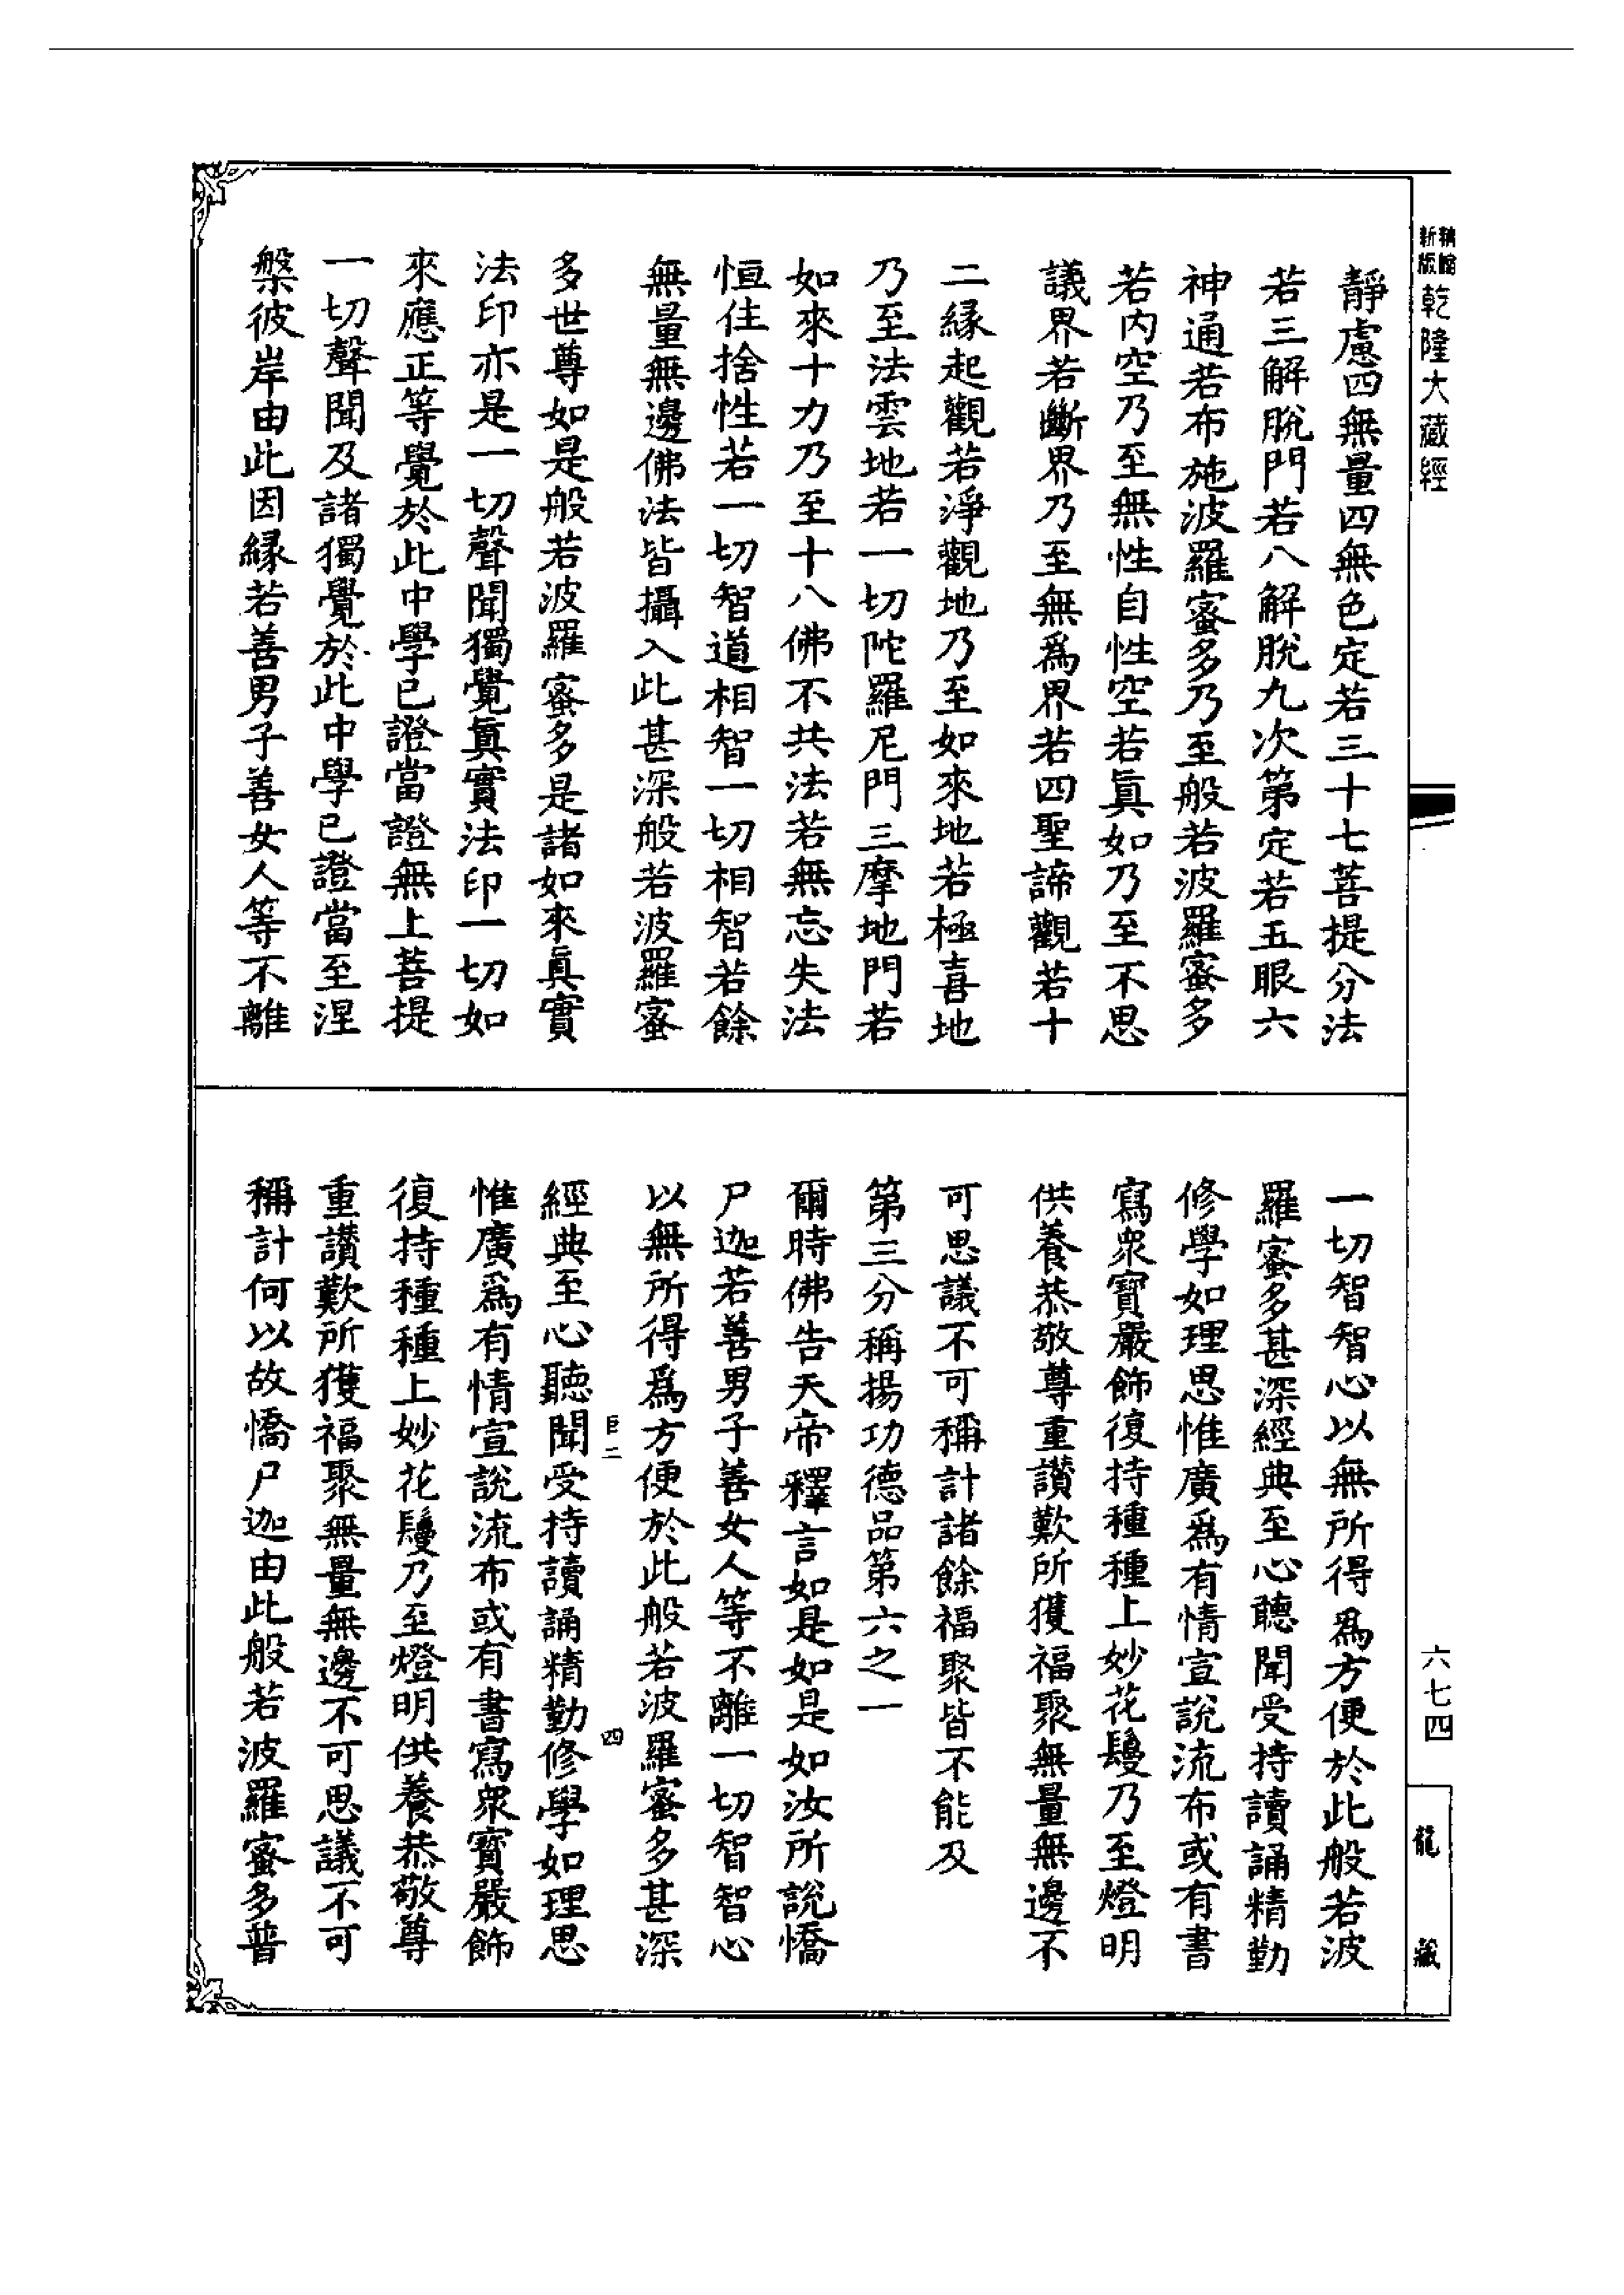 新版精縮乾隆大藏經
靜慮四無量四無色定若三十七菩提分法
若三解脫門若八解脫九次第定若五眼六
神通若布施波羅蜜多乃至般若波羅蜜多
若內空乃至無性自性空若眞如乃至不思
議界若斷界乃至無爲界若四聖諦觀若十
二緣起觀若淨觀地乃至如來地若極喜地
乃至法雲地若一切陀羅尼門三摩地門若
如來十力乃至十八佛不共法若無忘失法
恒住捨性若一切智道相智一切相智若餘
無量無邊佛法皆攝入此甚深般若波羅蜜
多世尊如是般若波羅蜜多是諸如來眞實
法印亦是一切聲聞獨覺眞實法印一切如
來應正等覺於此中學已證當證無上菩提
一切聲聞及諸獨覺於此中學已證當至涅
槃彼岸由此因緣若善男子善女人等不離
一切智智心以無所得爲方便於此般若波
羅蜜多甚深經典至心聽聞受持讀誦精勤
修學如理思惟廣爲有情宣說流布或有書
寫衆寶嚴飾復持種種上妙花鬘乃至燈明
供養恭敬尊重讚歎所獲福聚無量無邊不
可思議不可稱計諸餘福聚皆不能及
第三分稱揚功德品第六之一
爾時佛告天帝釋言如是如是如汝所說憍
尸迦若善男子善女人等不離一切智智心
以無所得爲方便於此般若波羅蜜多甚深
巨二 四
經典至心聽聞受持讀誦精勤修學如理思
惟廣爲有情宣說流布或有書寫衆寶嚴飾
復持種種上妙花鬘乃至燈明供養恭敬尊
重讚歎所獲福聚無量無邊不可思議不可
稱計何以故憍尸迦由此般若波羅蜜多普
六七四
龍藏